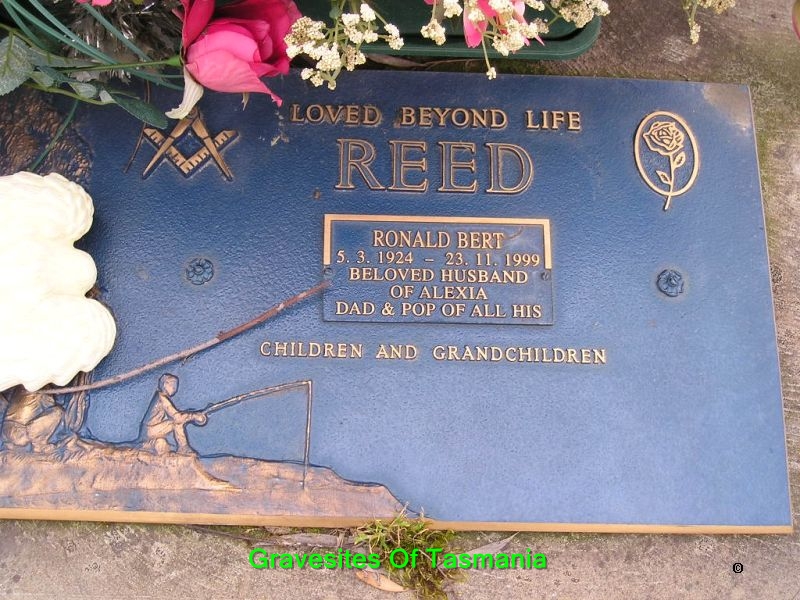 LOVED BEYOND LIFE
REED
RONALD BERT
5. 3. 1924 – 23. 11. 1999
BELOVED HUSBAND
OF ALEXIA
DAD & POP OF ALL HIS
CHILDREN AND GRANDCHILDREN
Gravesites Of Tasmania
©